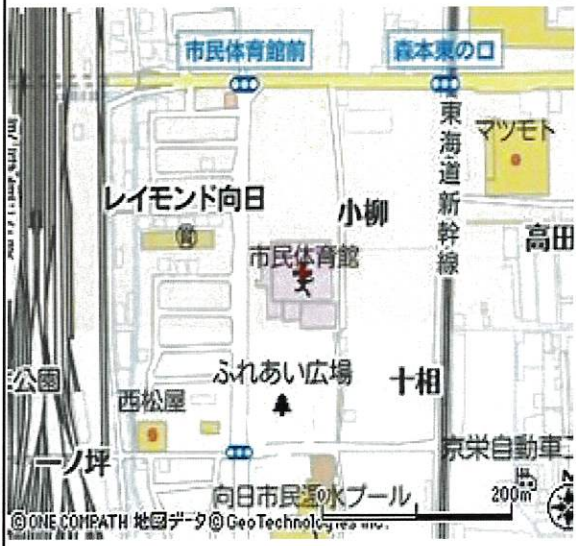 市民体育館前
森本東の口
東海道新幹線
マツモト
レイモンド向日
小柳
高田
市民体育館
ふれあい広場
十相
公園
西松屋
一ノ坪
京栄自動車工
向日市民温水プール
0
200m
©ONE COMPATH 地図データ©GeoTechnologies Inc.